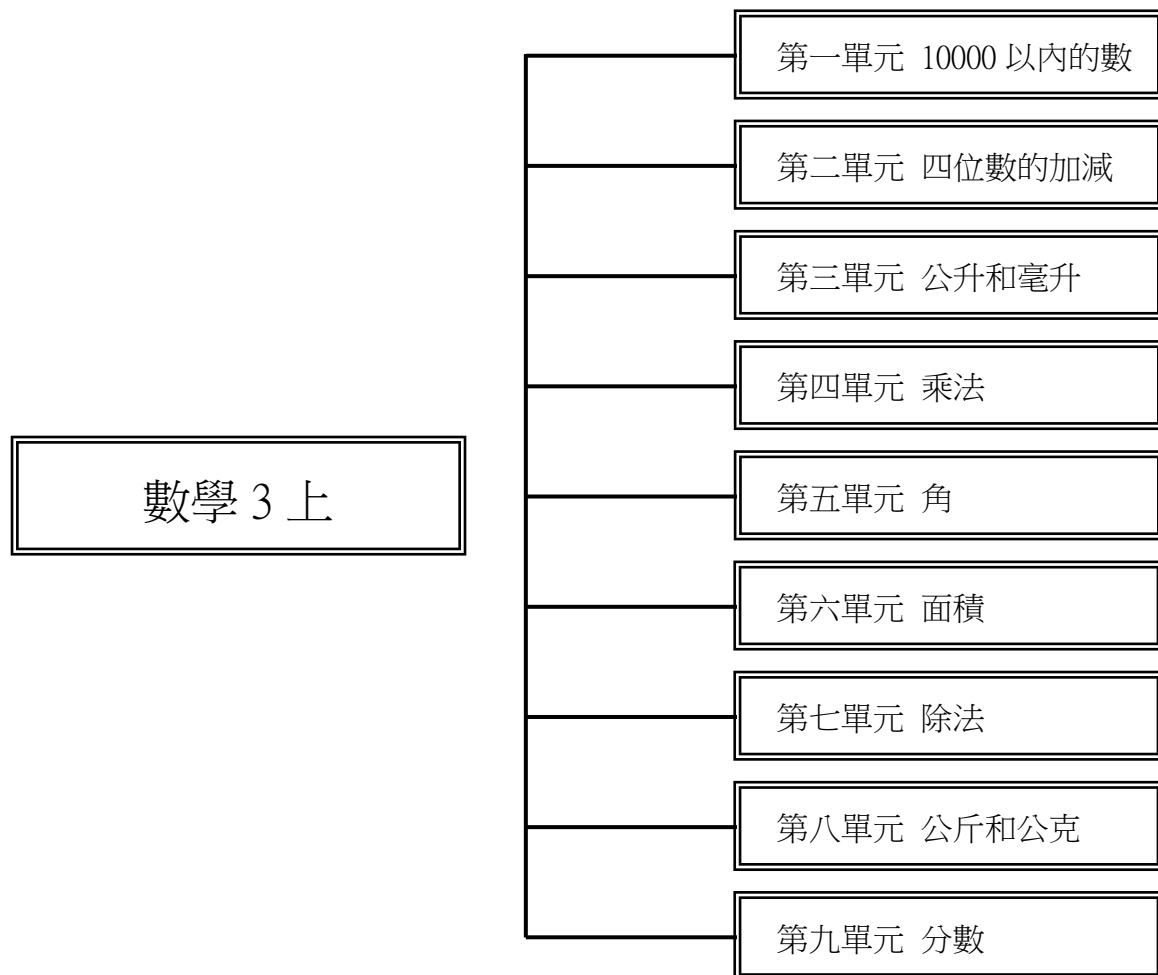 第一單元 10000 以內的數
第二單元 四位數的加減
第三單元 公升和毫升
第四單元 乘法
數學 3 上
第五單元 角
第六單元 面積
第七單元 除法
第八單元 公斤和公克
第九單元 分數